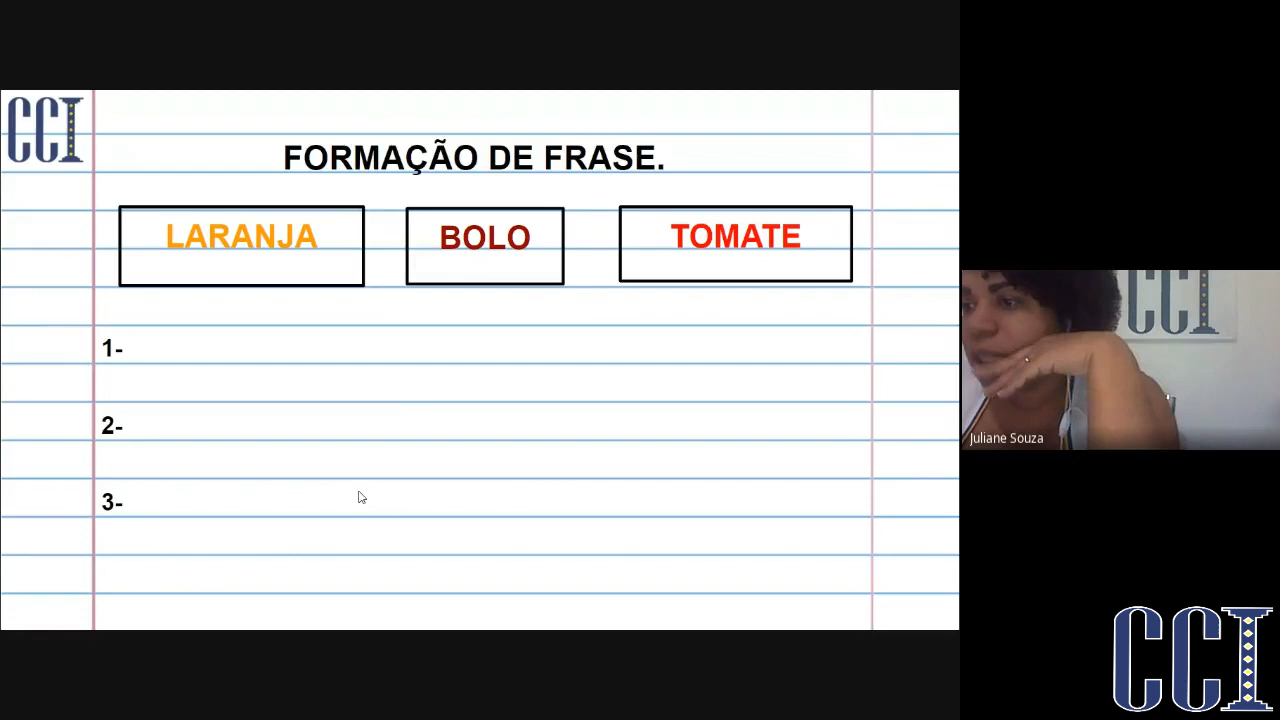 CCI
FORMAÇÃO DE FRASE.
LARANJA BOLO TOMATE
1-
2-
3-
CCI
Juliane Souza
CCI